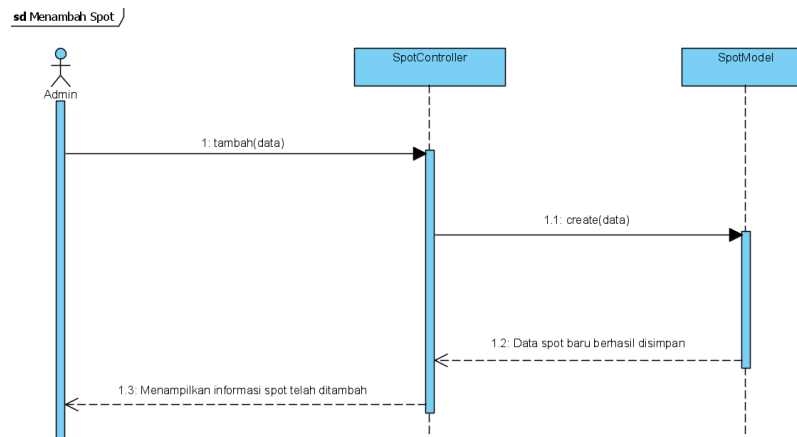 sd Menambah Spot
SpotController
SpotModel
Admin
1: tambah(data)
1.1: create(data)
1.2: Data spot baru berhasil disimpan
1.3: Menampilkan informasi spot telah ditambah